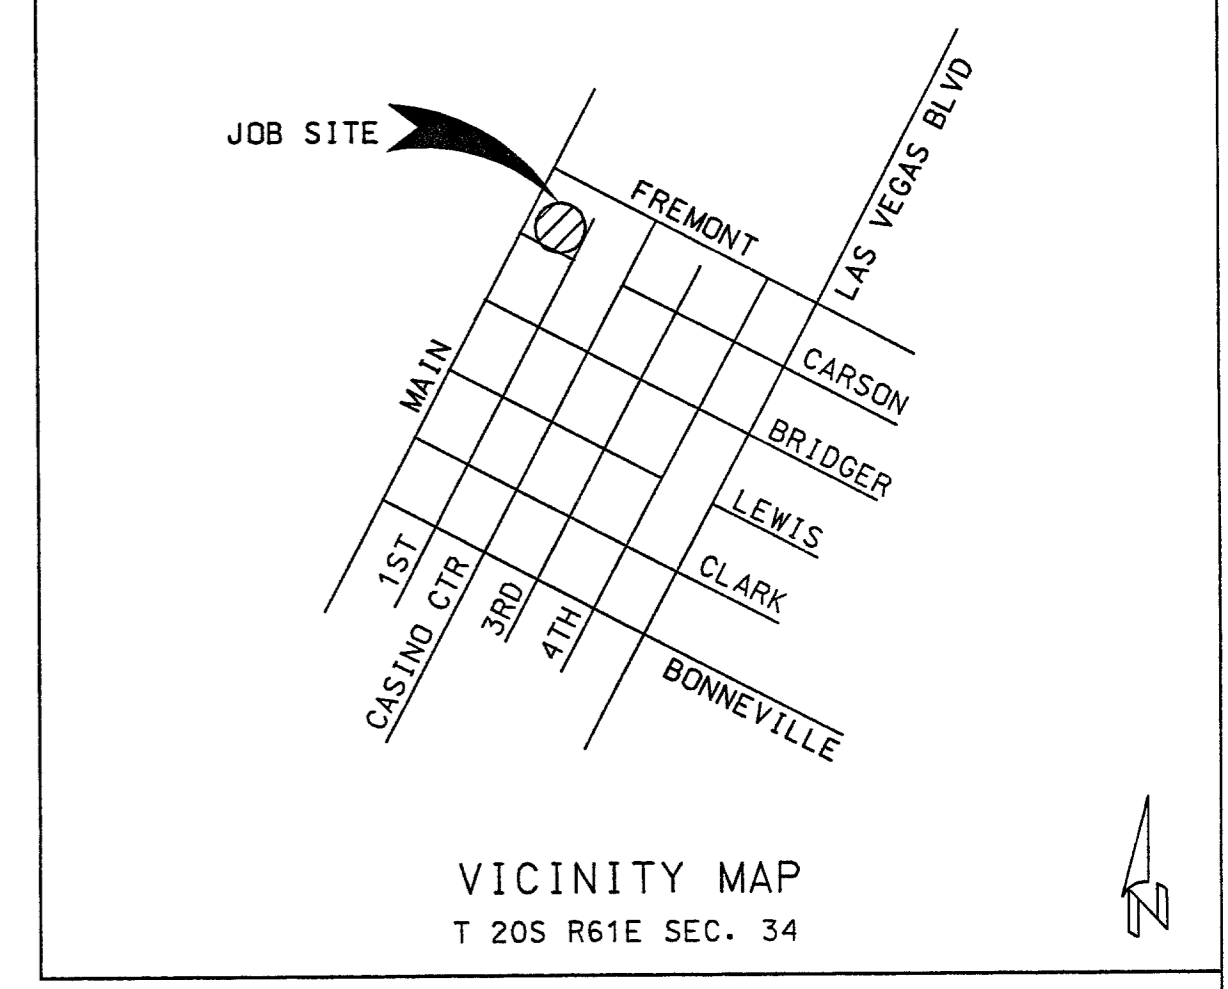 JOB SITE
FREMONT
LAS VEGAS BLVD
MAIN
CARSON
BRIDGER
LEWIS
CLARK
BONNEVILLE
1ST
CASINO CTR
3RD
4TH
VICINITY MAP
T 20S R61E SEC. 34
N